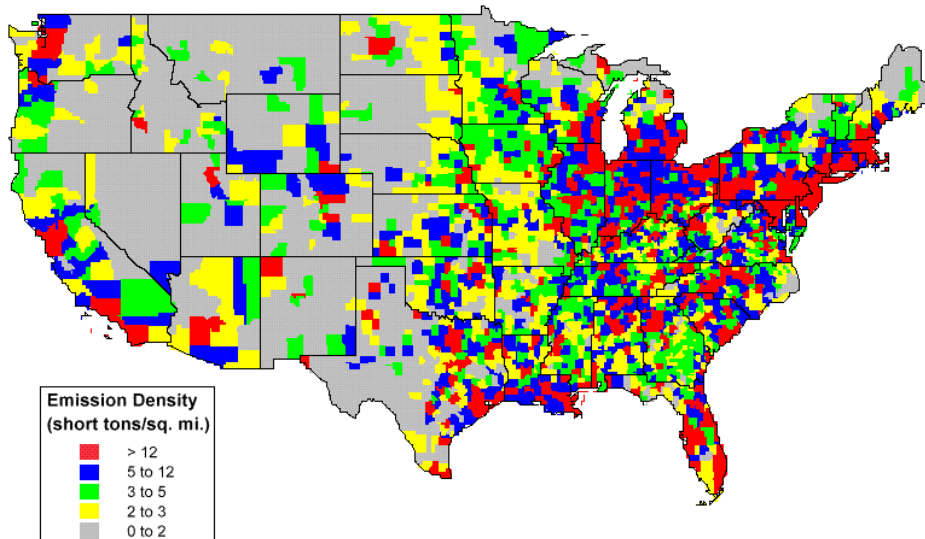 Emission Density
(short tons/sq. mi.)
> 12
5 to 12
3 to 5
2 to 3
0 to 2